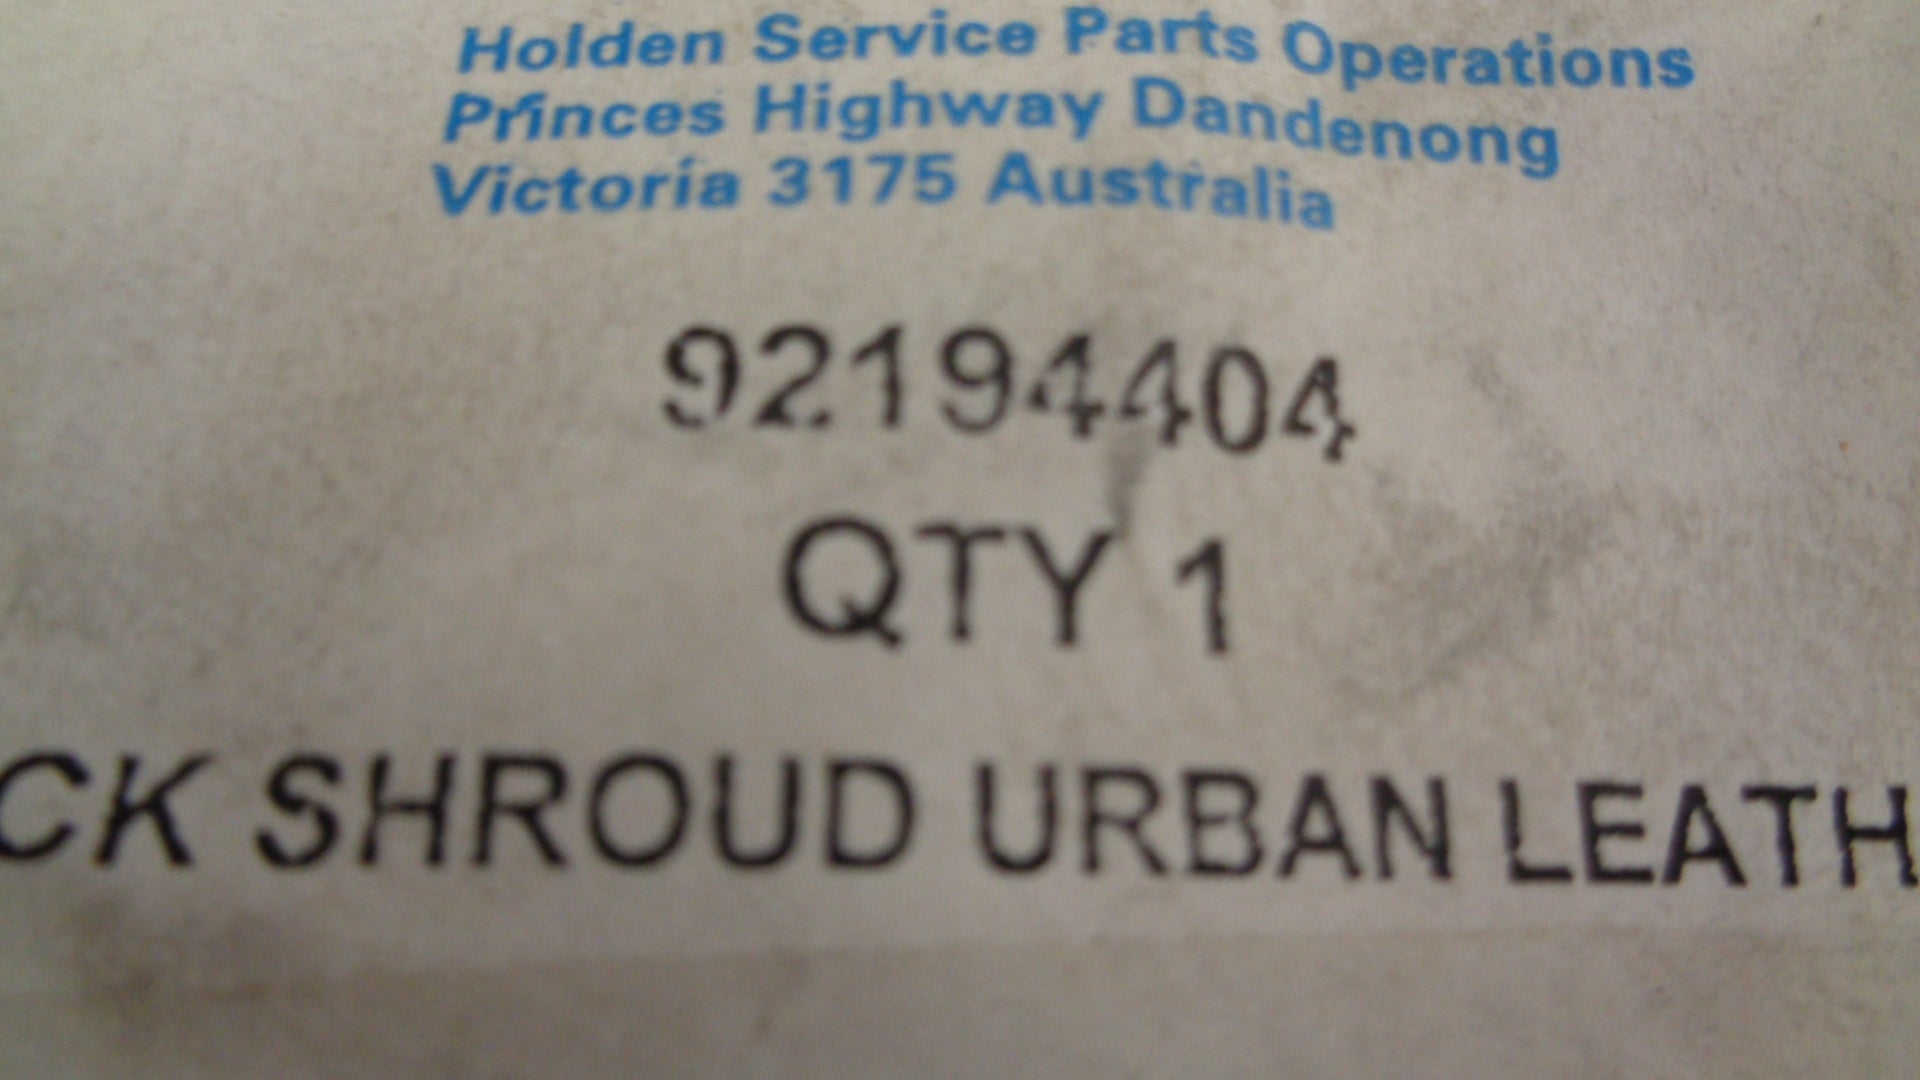 Holden Service Parts Operations
Princes Highway Dandenong
Victoria 3175 Australia
92194404
QTY 1
CK SHROUD URBAN LEATH